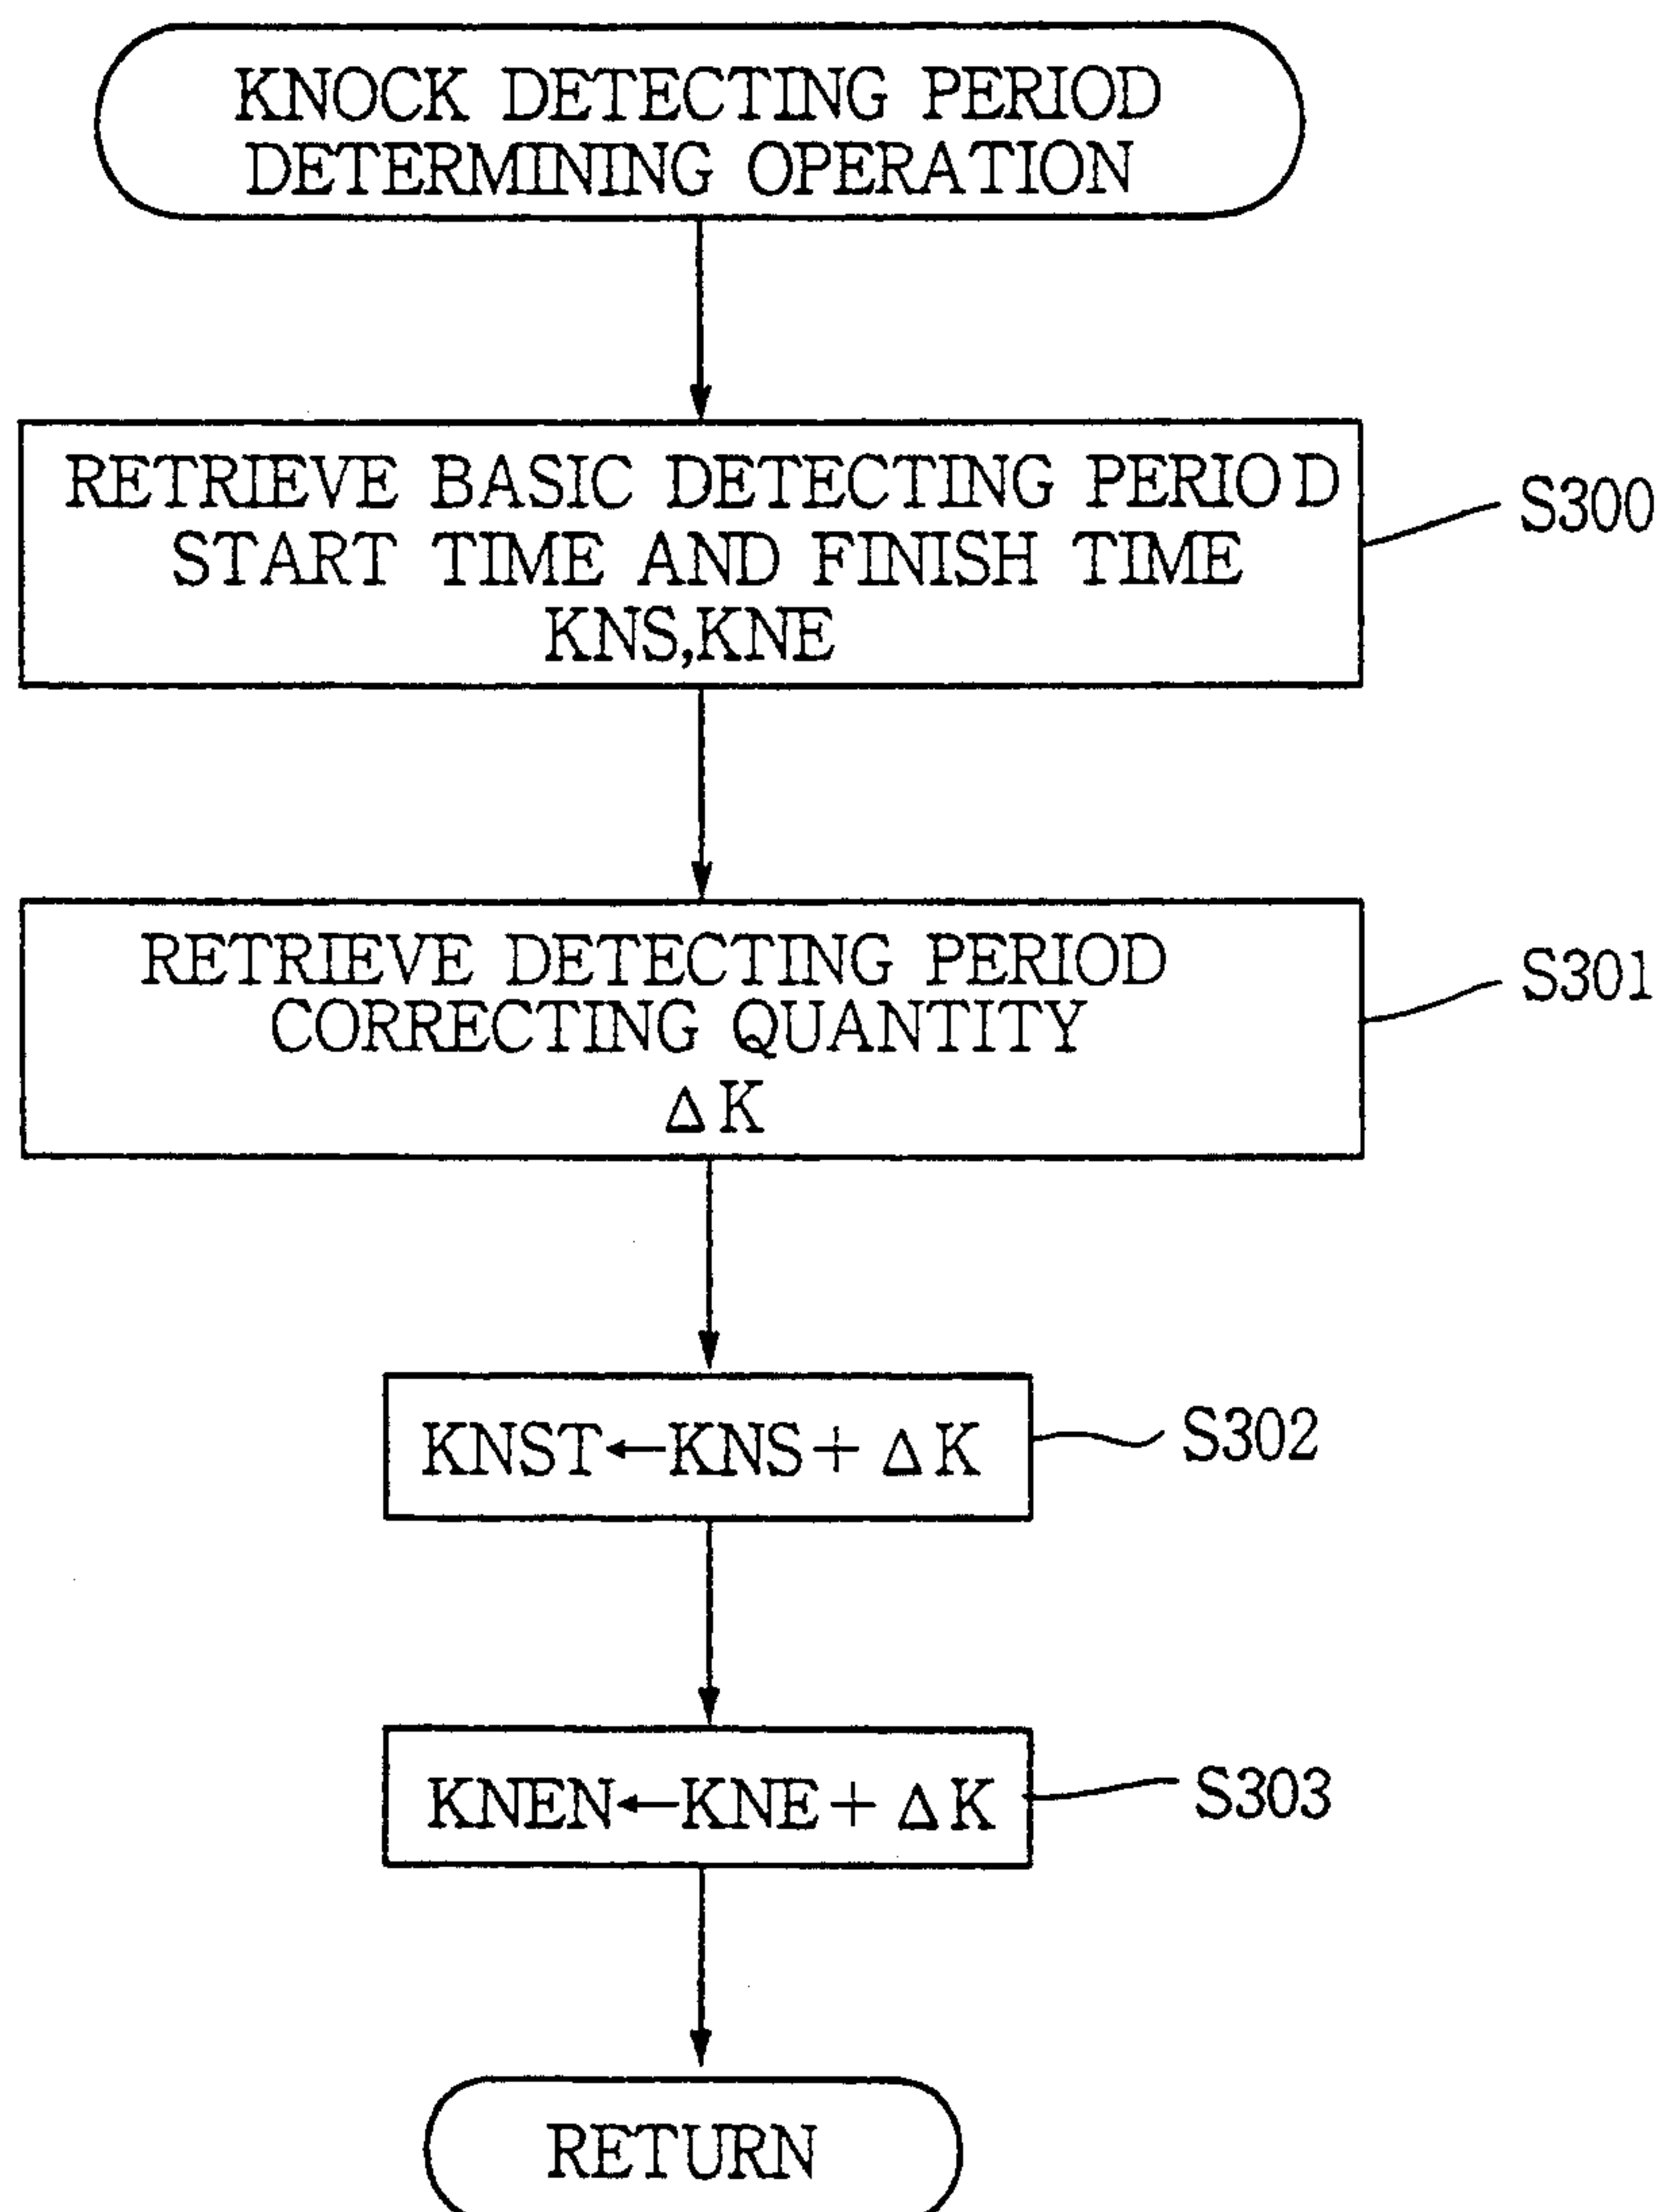 KNOCK DETECTING PERIOD
DETERMINING OPERATION
RETRIEVE BASIC DETECTING PERIOD
START TIME AND FINISH TIME
KNS,KNE
S300
RETRIEVE DETECTING PERIOD
CORRECTING QUANTITY
ΔK
S301
KNST←KNS+ΔK
S302
KNEN←KNE+ΔK
S303
RETURN